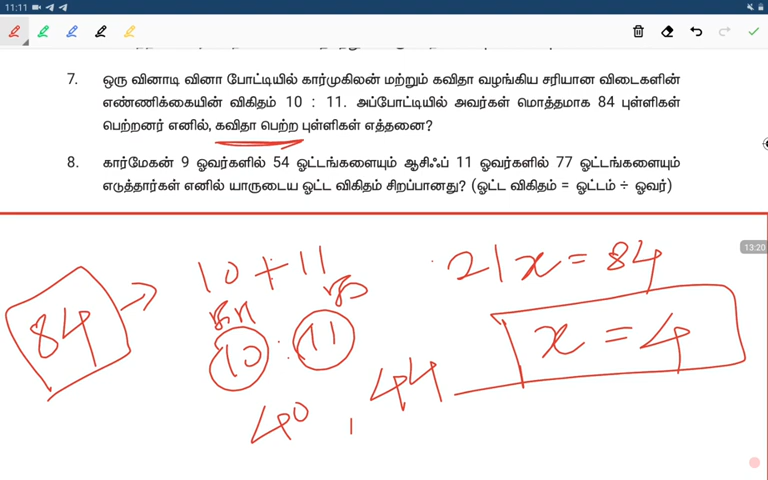 11:11
7. ஒரு வினாடி வினா போட்டியில் கார்முகிலன் மற்றும் கவிதா வழங்கிய சரியான விடைகளின்
எண்ணிக்கையின் விகிதம் 10 : 11. அப்போட்டியில் அவர்கள் மொத்தமாக 84 புள்ளிகள்
பெற்றனர் எனில், கவிதா பெற்ற புள்ளிகள் எத்தனை?
8. கார்மேகன் 9 ஓவர்களில் 54 ஓட்டங்களையும் ஆசிஃப் 11 ஓவர்களில் 77 ஓட்டங்களையும்
எடுத்தார்கள் எனில் யாருடைய ஓட்ட விகிதம் சிறப்பானது? (ஓட்ட விகிதம் = ஓட்டம் ÷ ஓவர்)
13:20
10 + 11
21x = 84
84
10 : 11
x = 4
40 , 44